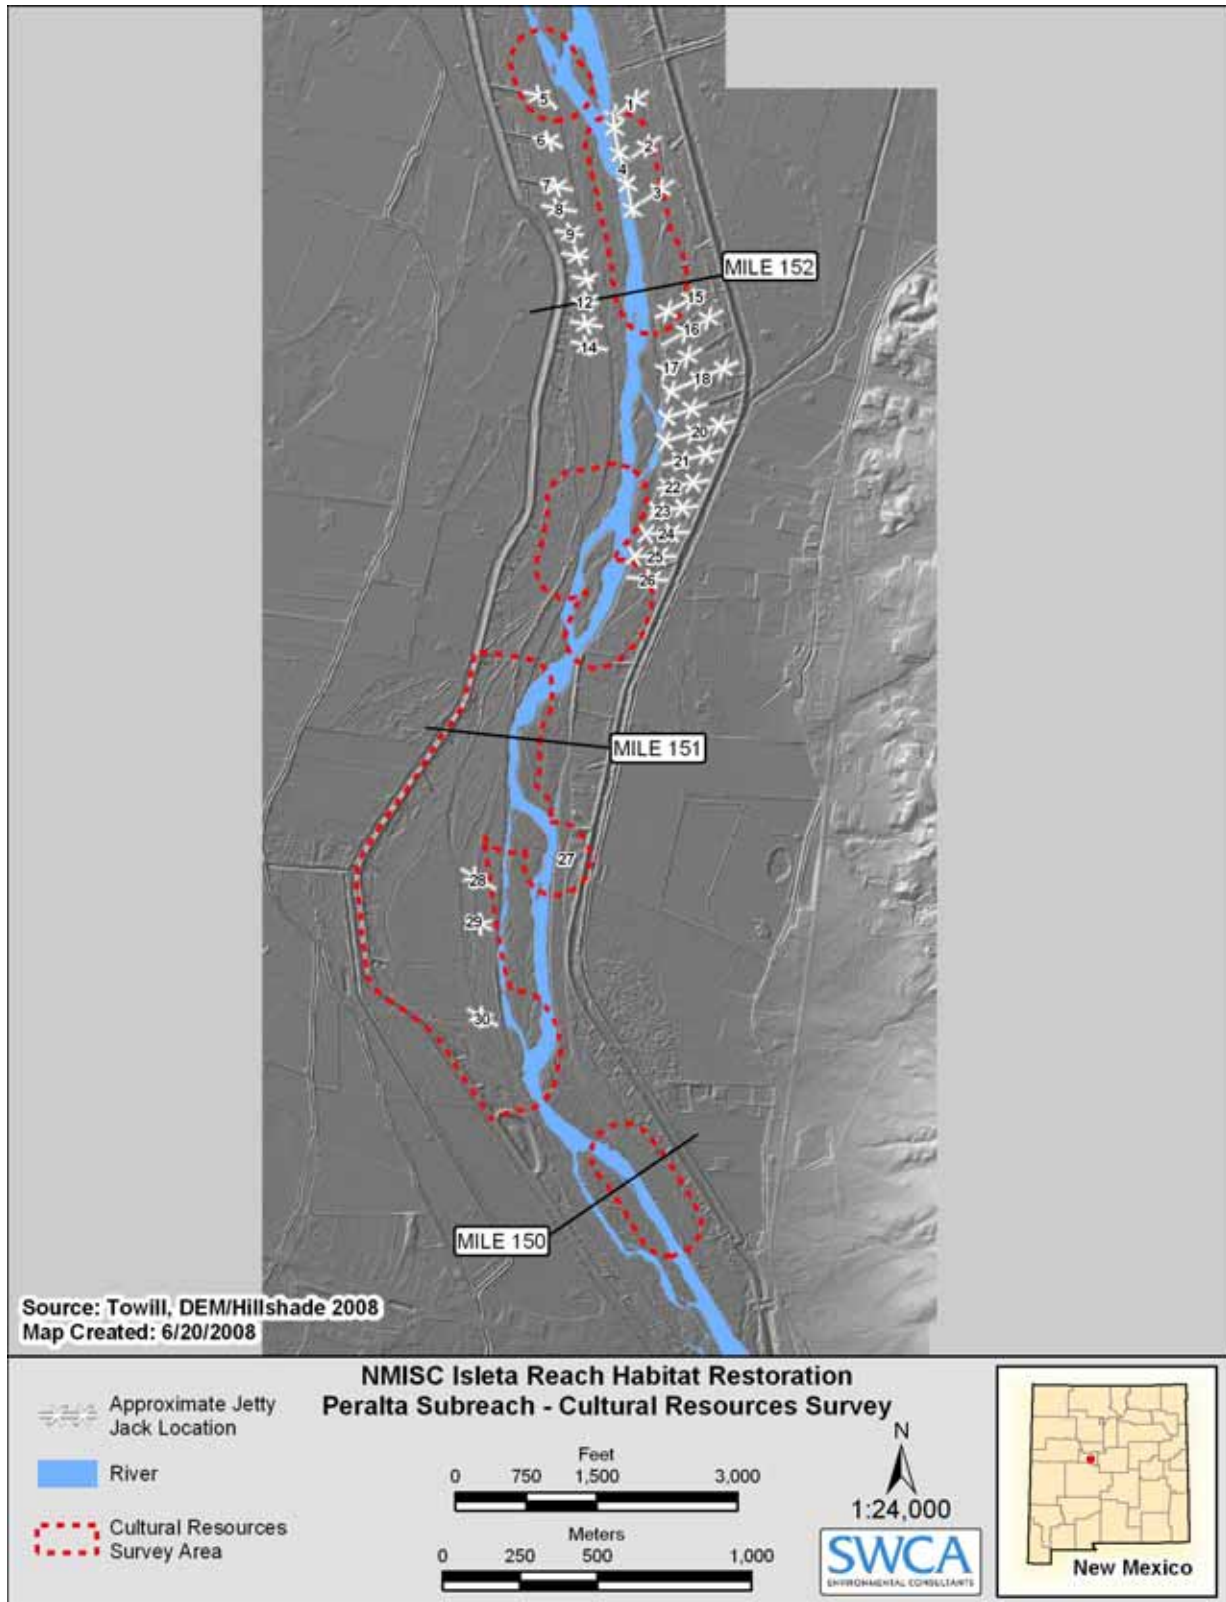 1
5
2
6
4
7
3
8
9
MILE 152
12
15
16
14
17
18
20
21
22
23
24
25
26
MILE 151
27
28
29
30
MILE 150
Source: Towill, DEM/Hillshade 2008
Map Created: 6/20/2008
NMISC Isleta Reach Habitat Restoration
Peralta Subreach - Cultural Resources Survey
Approximate Jetty
Jack Location
River
Cultural Resources
Survey Area
Feet
0 750 1,500 3,000
Meters
0 250 500 1,000
N
1:24,000
SWCA
ENVIRONMENTAL CONSULTANTS
New Mexico